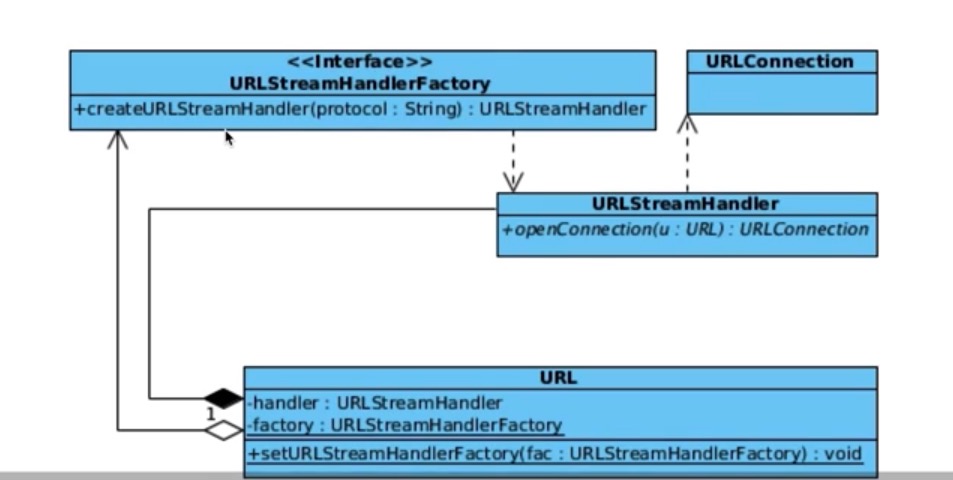 <<Interface>>
URLStreamHandlerFactory
+createURLStreamHandler(protocol : String) : URLStreamHandler
URLConnection
URLStreamHandler
+openConnection(u : URL) : URLConnection
URL
1
-handler : URLStreamHandler
-factory : URLStreamHandlerFactory
+setURLStreamHandlerFactory(fac : URLStreamHandlerFactory) : void